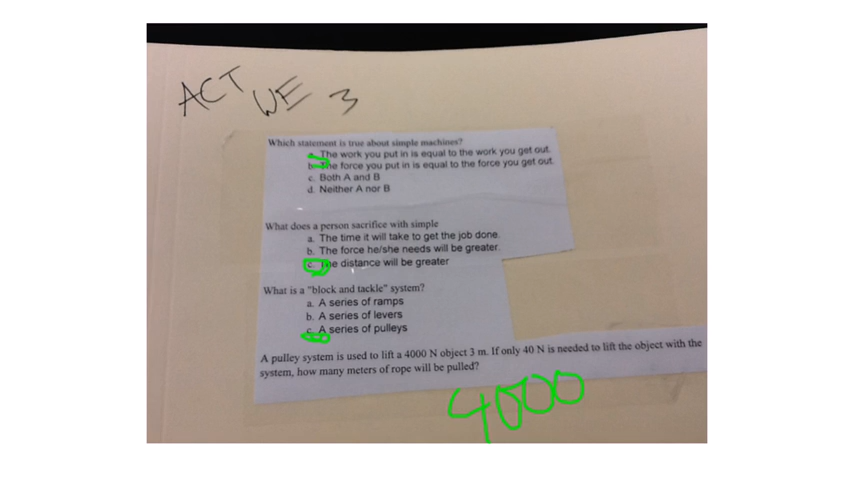 ACT WE 3
Which statement is true about simple machines?
a. The work you put in is equal to the work you get out.
b. The force you put in is equal to the force you get out.
c. Both A and B
d. Neither A nor B
What does a person sacrifice with simple
a. The time it will take to get the job done.
b. The force he/she needs will be greater.
c. The distance will be greater
What is a "block and tackle" system?
a. A series of ramps
b. A series of levers
c. A series of pulleys
A pulley system is used to lift a 4000 N object 3 m. If only 40 N is needed to lift the object with the
system, how many meters of rope will be pulled?
4000